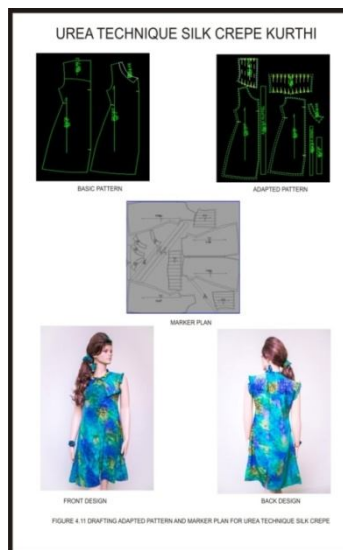 UREA TECHNIQUE SILK CREPE KURTHI
BASIC PATTERN
ADAPTED PATTERN
MARKER PLAN
FRONT DESIGN
BACK DESIGN
FIGURE 4.11 DRAFTING ADAPTED PATTERN AND MARKER PLAN FOR UREA TECHNIQUE SILK CREPE